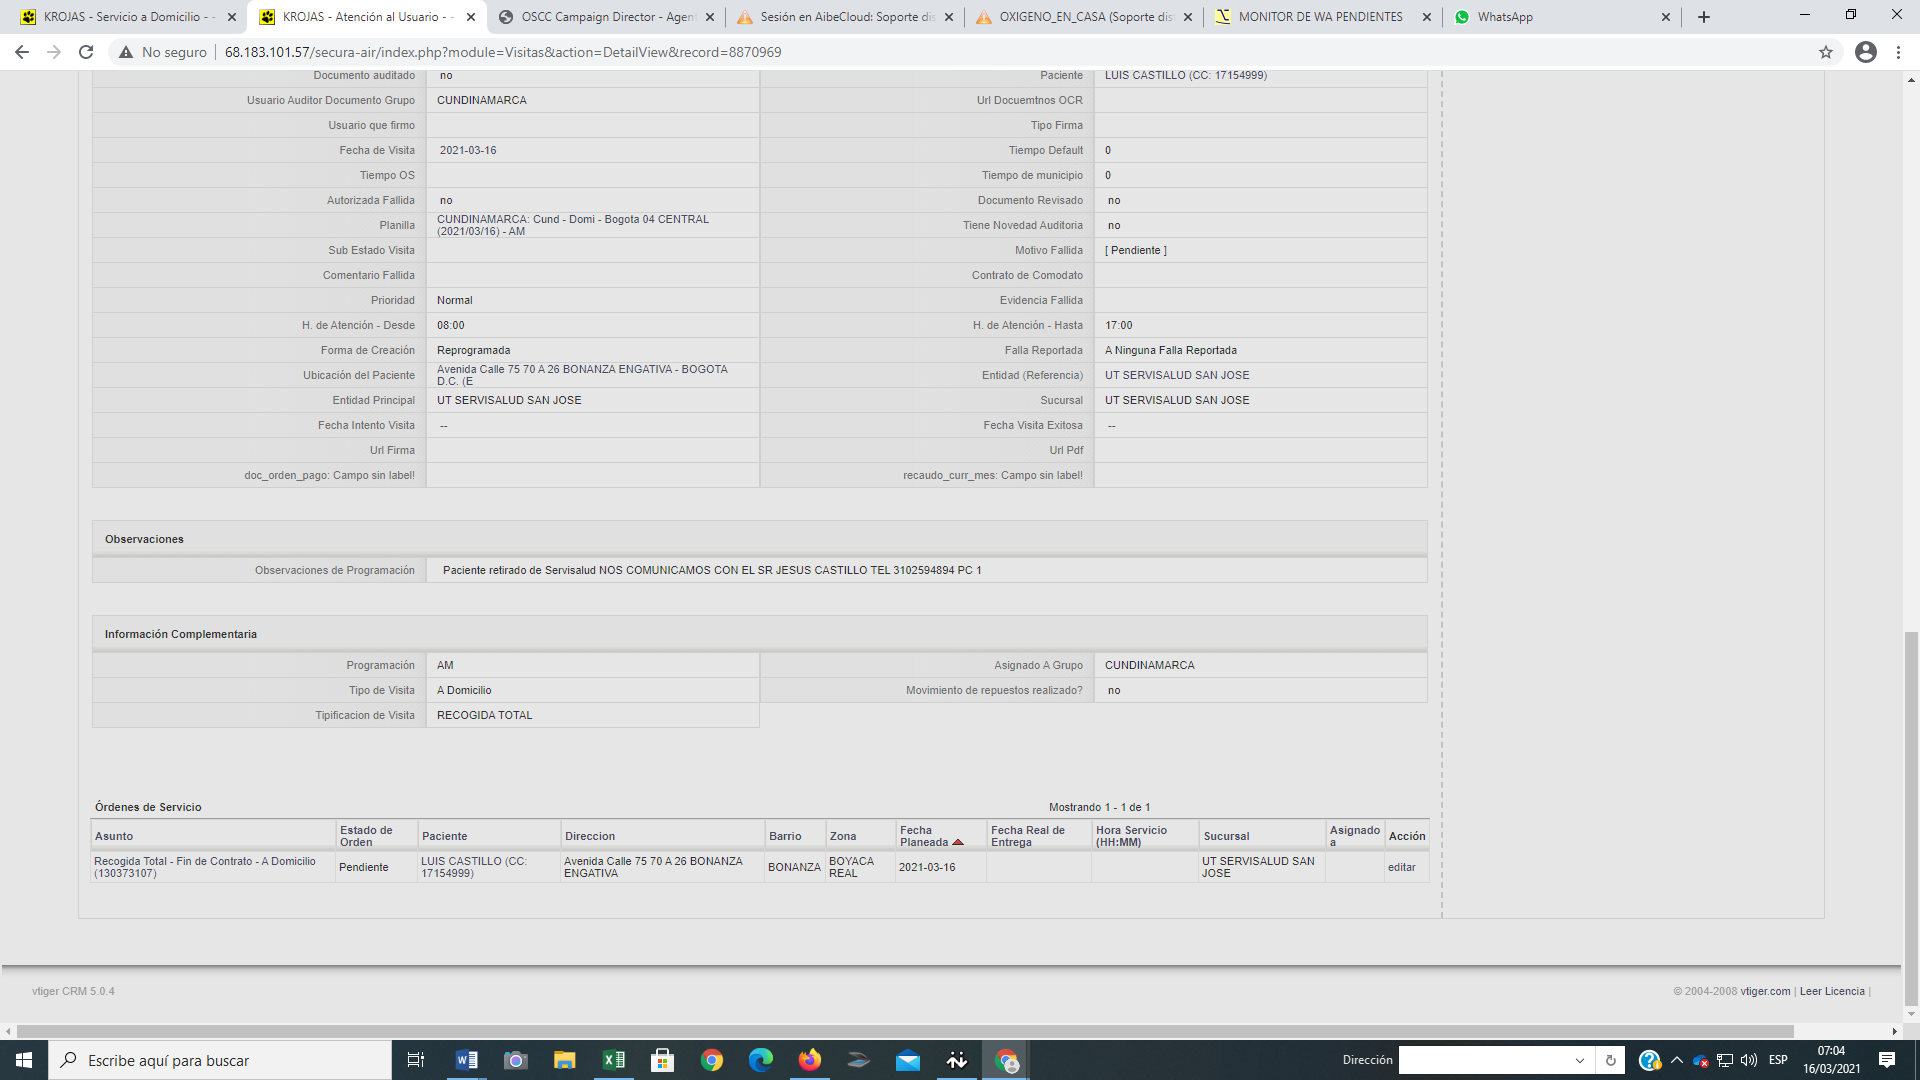 KROJAS - Servicio a Domicilio -
KROJAS - Atención al Usuario -
OSCC Campaign Director - Agen
Sesión en AibeCloud: Soporte dis
OXIGENO_EN_CASA (Soporte dis
MONITOR DE WA PENDIENTES
WhatsApp
No seguro
68.183.101.57/secura-air/index.php?module=Visitas&action=DetailView&record=8870969
Documento auditado no Paciente LUIS CASTILLO (CC: 17154999)
Usuario Auditor Documento Grupo CUNDINAMARCA Url Docuemtnos OCR
Usuario que firmo Tipo Firma
Fecha de Visita 2021-03-16 Tiempo Default 0
Tiempo OS Tiempo de municipio 0
Autorizada Fallida no Documento Revisado no
Planilla CUNDINAMARCA: Cund - Domi - Bogota 04 CENTRAL
(2021/03/16) - AM
Tiene Novedad Auditoria no
Sub Estado Visita Motivo Fallida [ Pendiente ]
Comentario Fallida Contrato de Comodato
Prioridad Normal Evidencia Fallida
H. de Atención - Desde 08:00 H. de Atención - Hasta 17:00
Forma de Creación Reprogramada Falla Reportada A Ninguna Falla Reportada
Ubicación del Paciente Avenida Calle 75 70 A 26 BONANZA ENGATIVA - BOGOTA
D.C. (E
Entidad (Referencia) UT SERVISALUD SAN JOSE
Entidad Principal UT SERVISALUD SAN JOSE Sucursal UT SERVISALUD SAN JOSE
Fecha Intento Visita -- Fecha Visita Exitosa --
Url Firma Url Pdf
doc_orden_pago: Campo sin label! recaudo_curr_mes: Campo sin label!
Observaciones
Observaciones de Programación Paciente retirado de Servisalud NOS COMUNICAMOS CON EL SR JESUS CASTILLO TEL 3102594894 PC 1
Información Complementaria
Programación AM Asignado A Grupo CUNDINAMARCA
Tipo de Visita A Domicilio Movimiento de repuestos realizado? no
Tipificacion de Visita RECOGIDA TOTAL
Órdenes de Servicio Mostrando 1 - 1 de 1
Asunto
Estado de
Orden
Paciente
Direccion
Barrio
Zona
Fecha
Planeada
Fecha Real de
Entrega
Hora Servicio
(HH:MM)
Sucursal
Asignado
a
Acción
Recogida Total - Fin de Contrato - A Domicilio
(130373107)
Pendiente
LUIS CASTILLO (CC:
17154999)
Avenida Calle 75 70 A 26 BONANZA
ENGATIVA
BONANZA
BOYACA
REAL
2021-03-16
UT SERVISALUD SAN
JOSE
editar
vtiger CRM 5.0.4
© 2004-2008 vtiger.com | Leer Licencia |
Escribe aquí para buscar
Dirección
ESP
07:04
16/03/2021